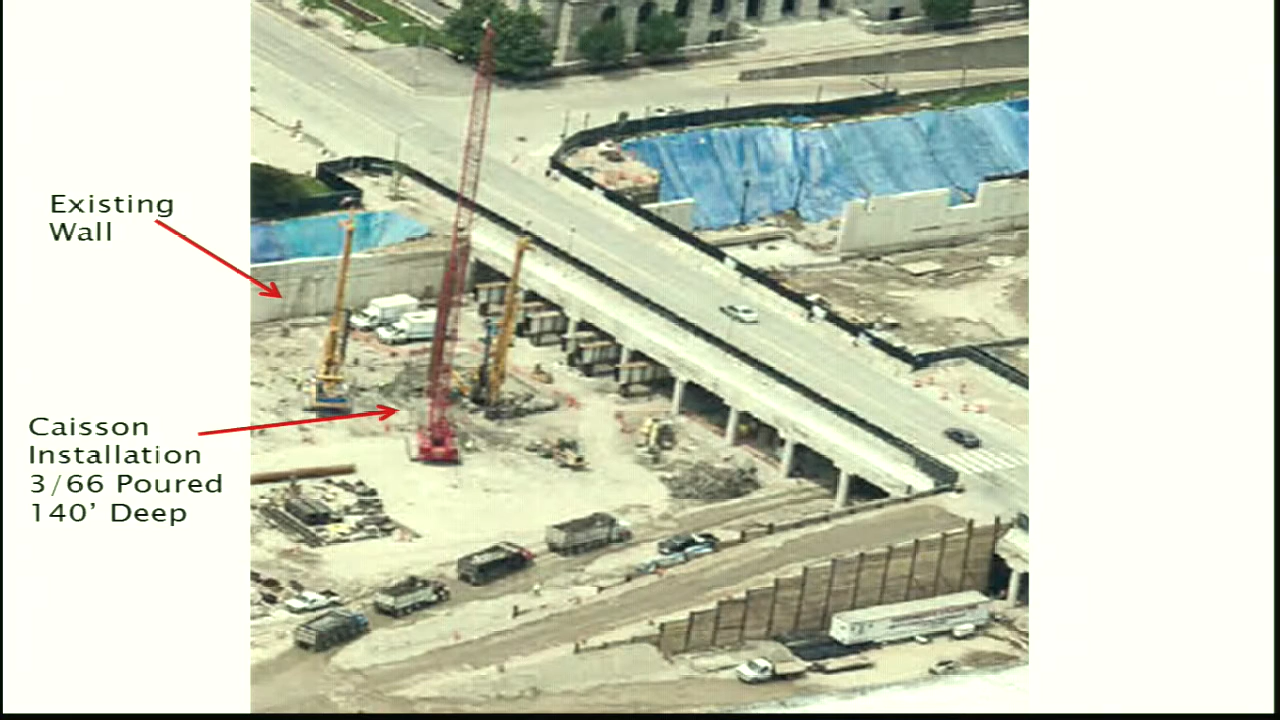 Existing
Wall
Caisson
Installation
3/66 Poured
140' Deep